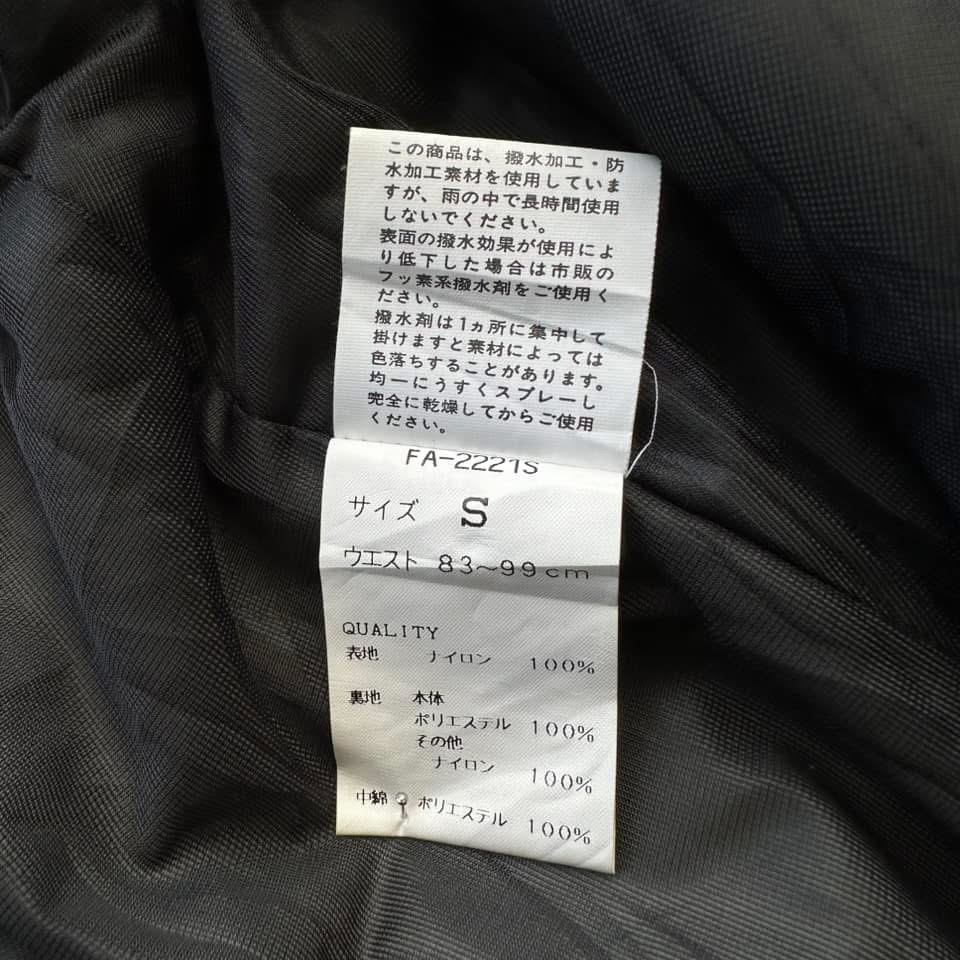 この商品は、撥水加工・防
水加工素材を使用していま
すが、雨の中で長時間使用
しないでください。
表面の撥水効果が使用によ
り低下した場合は市販の
フッ素系撥水剤をご使用く
ださい。
撥水剤は1ヵ所に集中して
掛けますと素材によっては
色落ちすることがあります。
均一にうすくスプレーし
完全に乾燥してからご使用
ください。
FA-2221S
サイズ S
ウエスト 83~99cm
QUALITY
表地 ナイロン 100%
裏地 本体
ポリエステル 100%
その他
ナイロン 100%
中綿 ポリエステル 100%